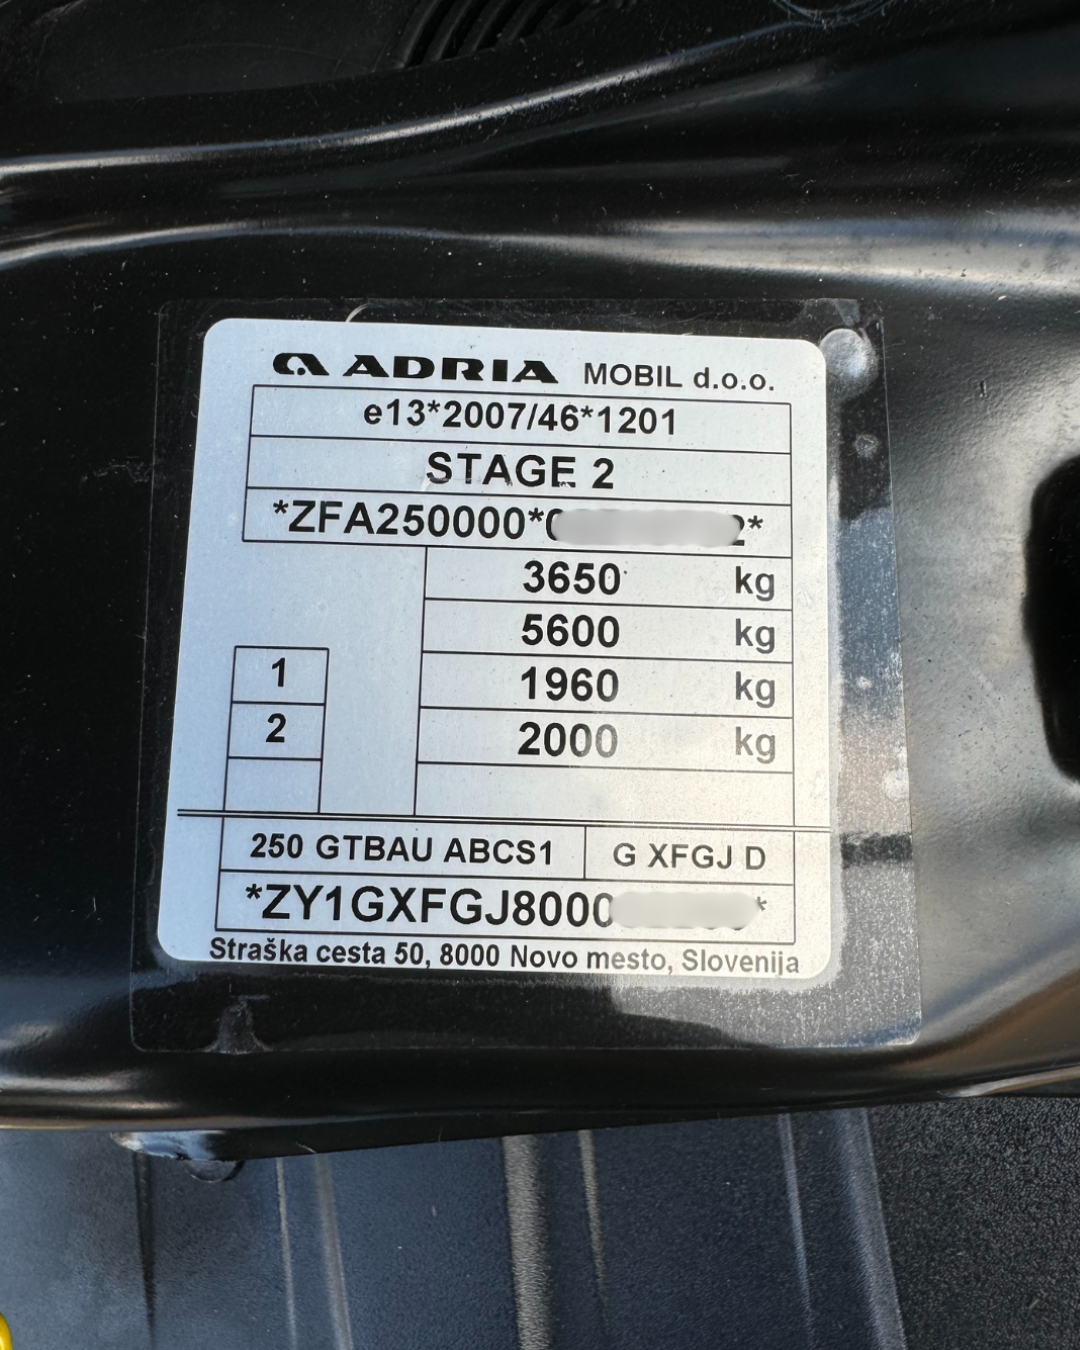 ADRIA MOBIL d.o.o.
e13*2007/46*1201
STAGE 2
*ZFA250000*
3650 kg
5600 kg
1 1960 kg
2 2000 kg
250 GTBAU ABCS1 G XFGJ D
*ZY1GXFGJ8000 *
Straška cesta 50, 8000 Novo mesto, Slovenija